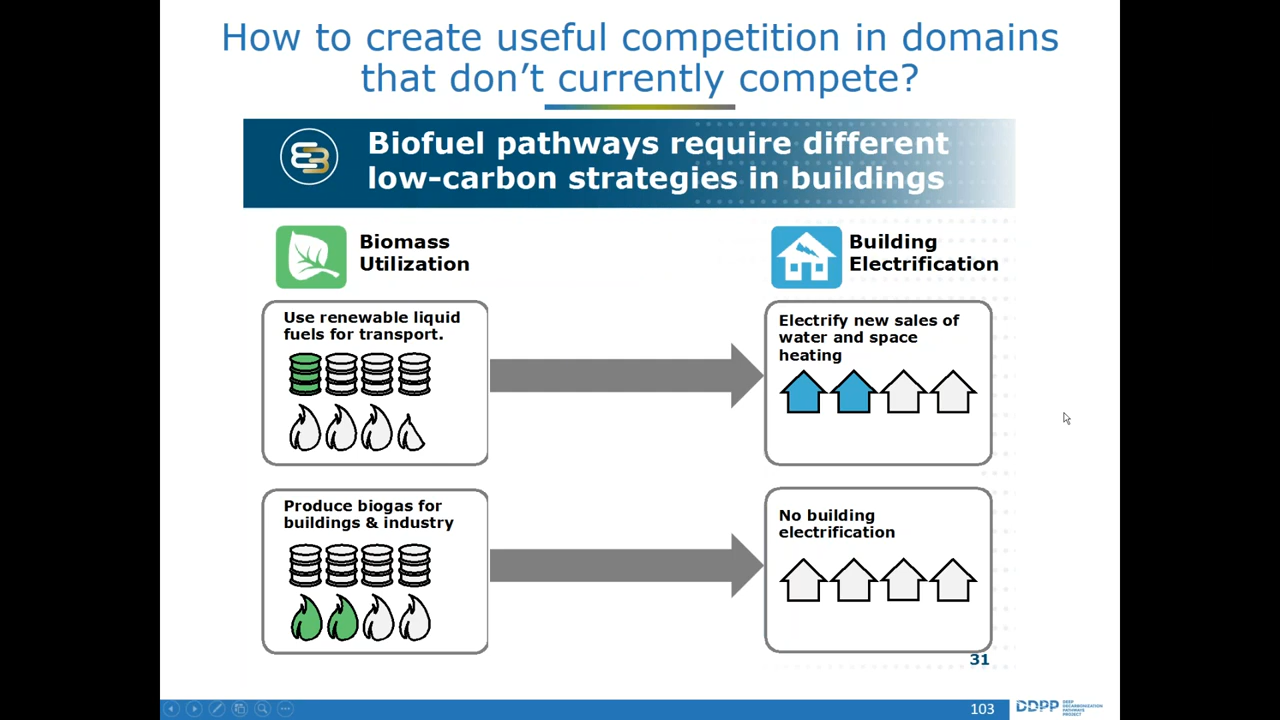 How to create useful competition in domains
that don't currently compete?
Biofuel pathways require different
low-carbon strategies in buildings
Biomass
Utilization
Building
Electrification
Use renewable liquid
fuels for transport.
Electrify new sales of
water and space
heating
Produce biogas for
buildings & industry
No building
electrification
31
103
DDPP
DEEP
DECARBONIZATION
PATHWAYS
PROJECT